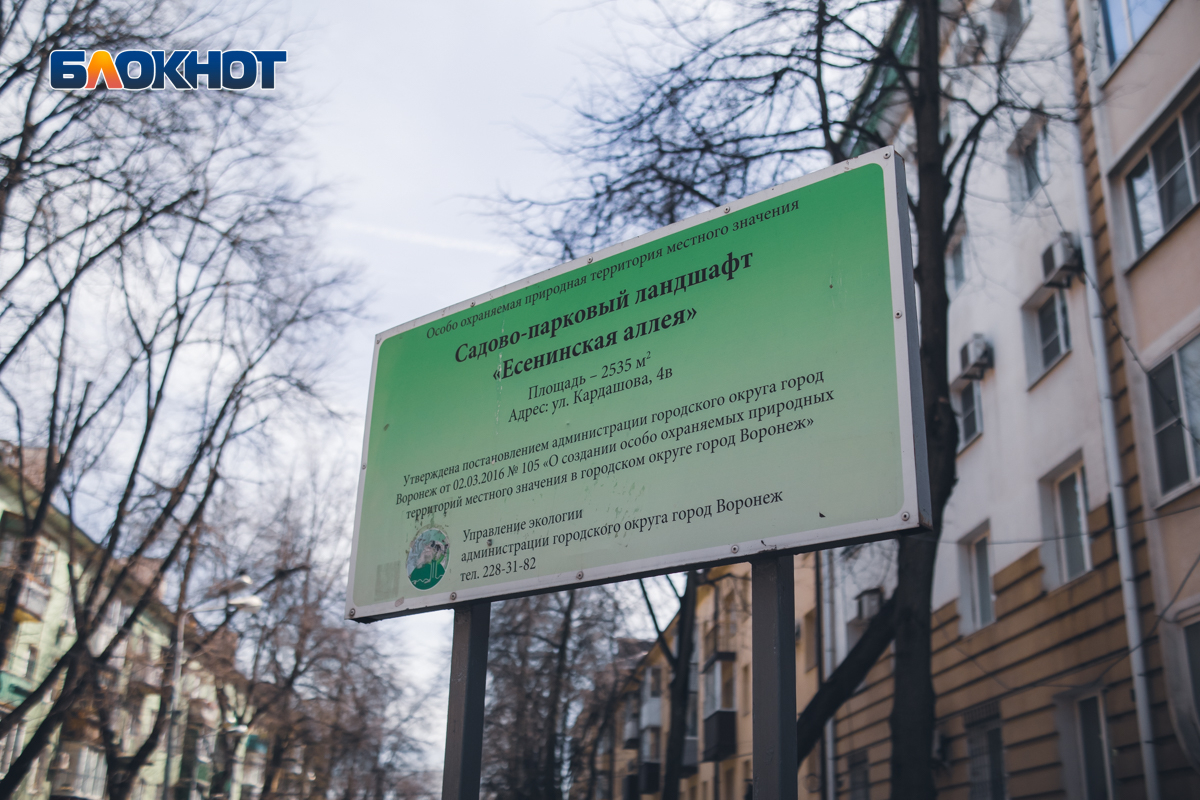 БЛОКНОТ
Особо охраняемая природная территория местного значения
Садово-парковый ландшафт
«Есенинская аллея»
Площадь – 2535 м²
Адрес: ул. Кардашова, 4в
Утверждена постановлением администрации городского округа город
Воронеж от 02.03.2016 № 105 «О создании особо охраняемых природных
территорий местного значения в городском округе город Воронеж»
Управление экологии
администрации городского округа город Воронеж
тел. 228-31-82